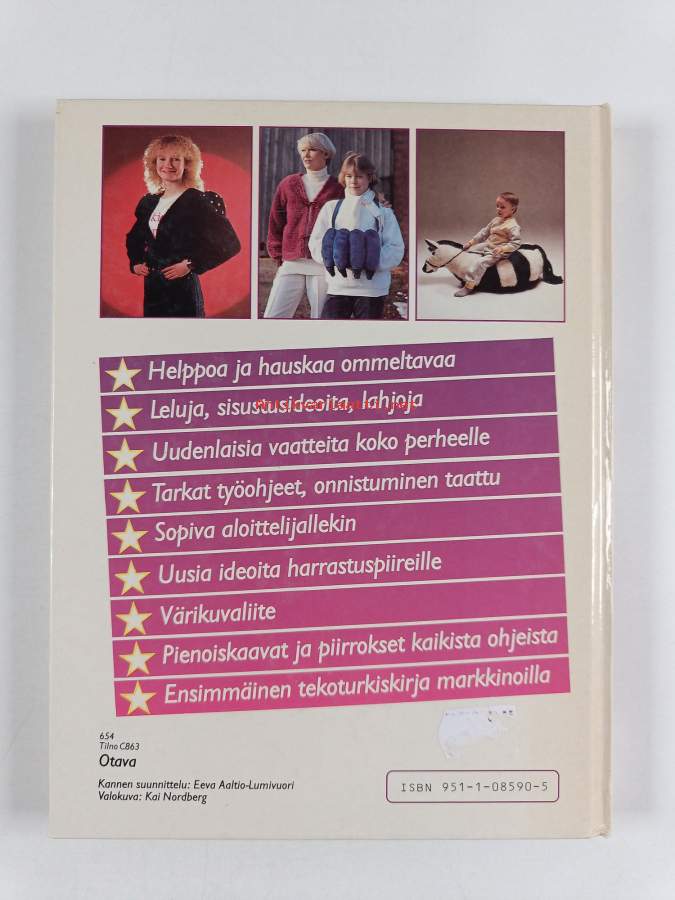 Helppoa ja hauskaa ommeltavaa
Leluja, sisustusideoita, lahjoja
Uudenlaisia vaatteita koko perheelle
Tarkat työohjeet, onnistuminen taattu
Sopiva aloittelijallekin
Uusia ideoita harrastuspiireille
Värikuvaliite
Pienoiskaavat ja piirrokset kaikista ohjeista
Ensimmäinen tekoturkiskirja markkinoilla
654
Tilno C863
Otava
Kannen suunnittelu: Eeva Aaltio-Lumivuori
Valokuva: Kai Nordberg
ISBN 951-1-08590-5